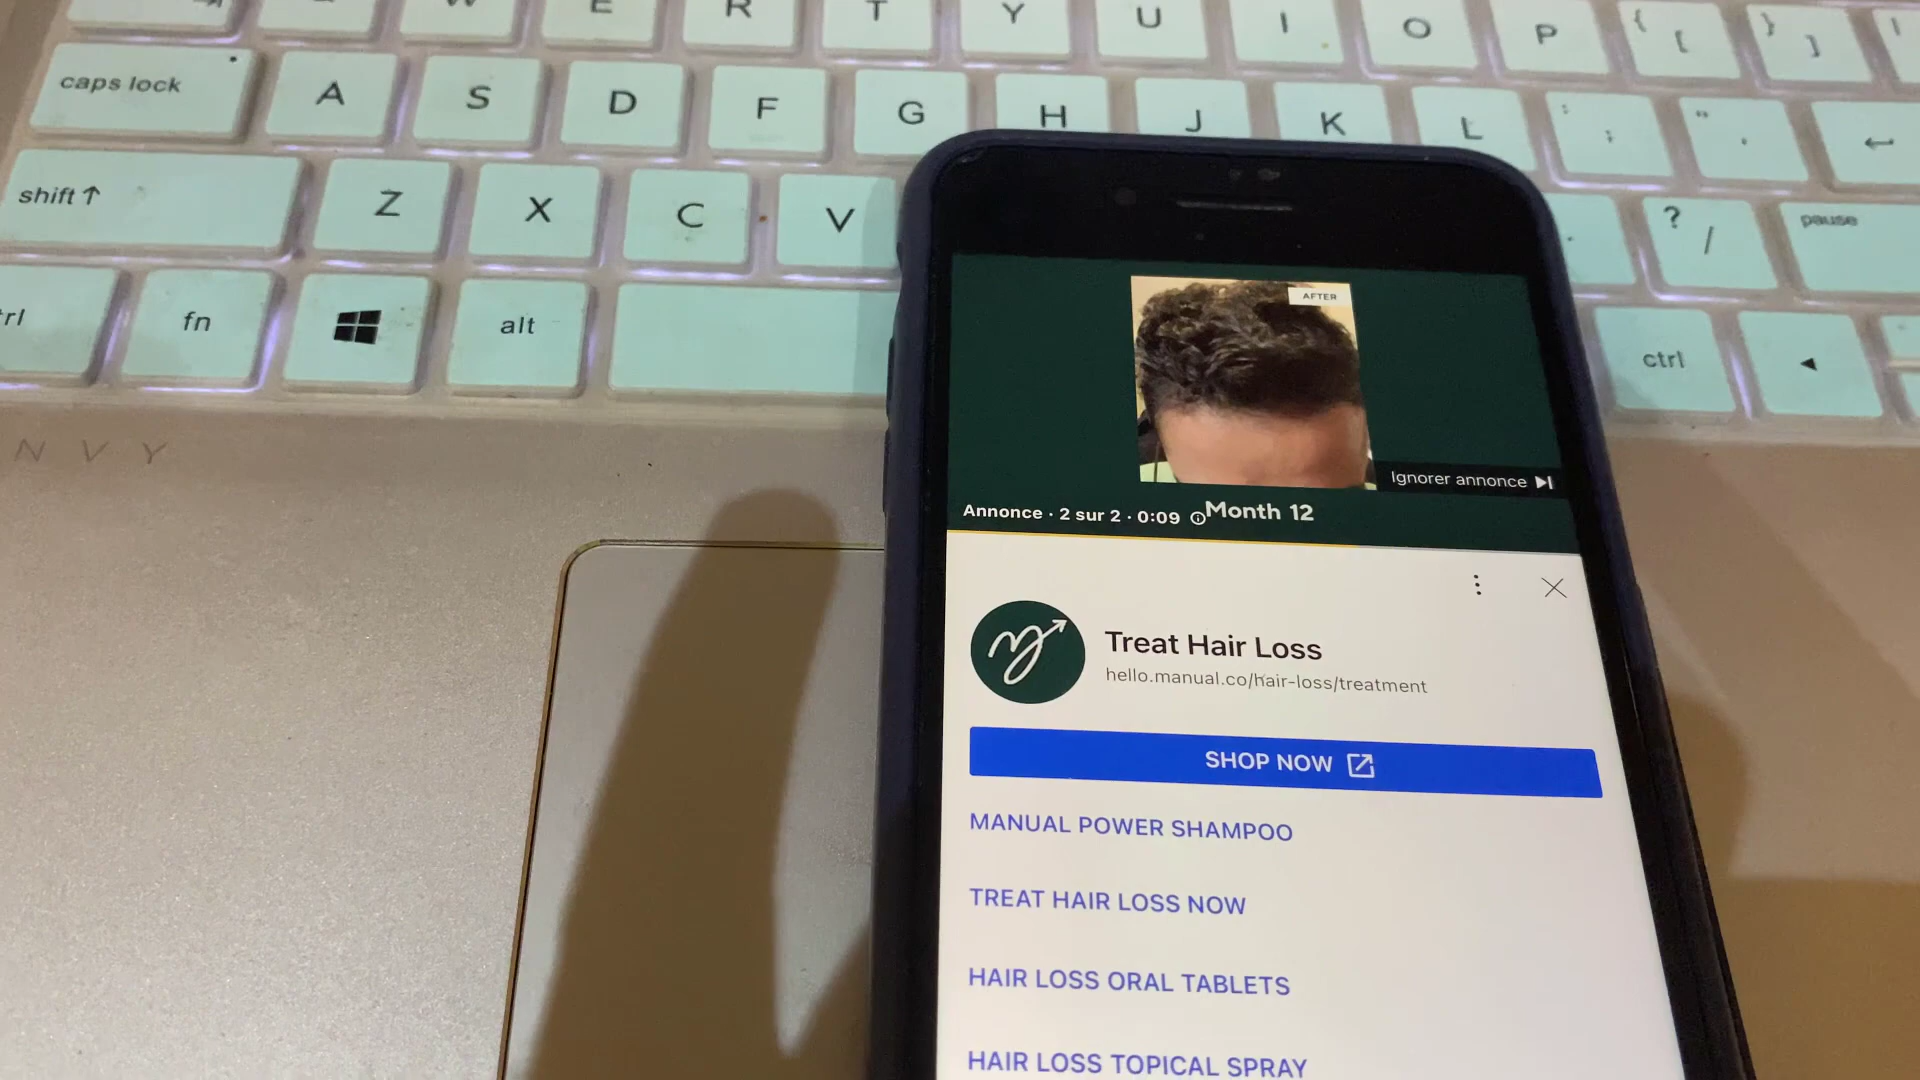 W E R T Y U I O P { [ } ]
caps lock A S D F G H J K L : ; " '
shift ↑ Z X C V ? / pause
trl fn alt ctrl
N V Y
AFTER
Ignorer annonce
Annonce · 2 sur 2 · 0:09 Month 12
Treat Hair Loss
hello.manual.co/hair-loss/treatment
SHOP NOW
MANUAL POWER SHAMPOO
TREAT HAIR LOSS NOW
HAIR LOSS ORAL TABLETS
HAIR LOSS TOPICAL SPRAY